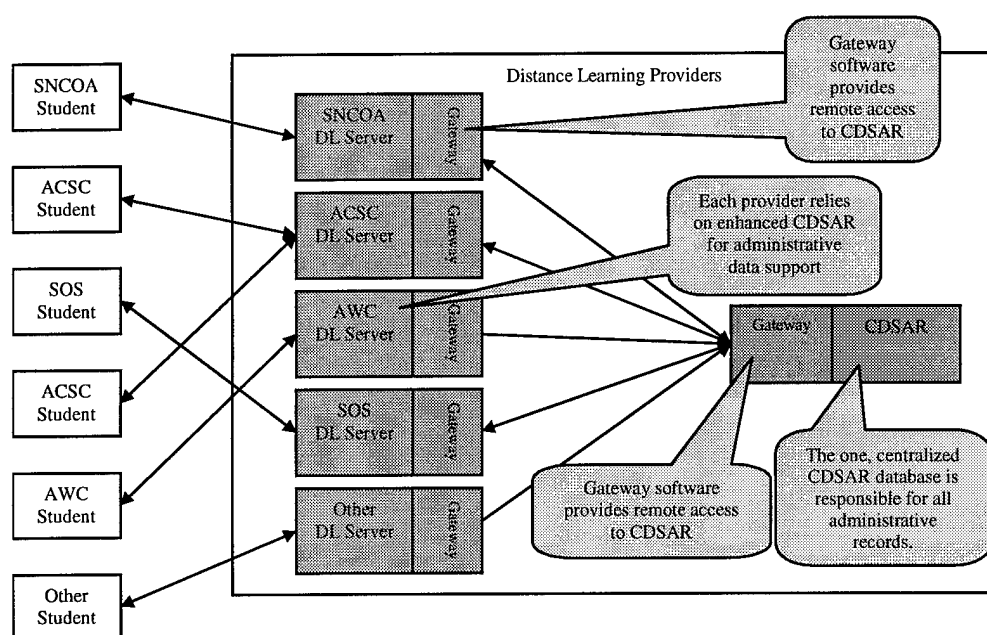 SNCOA
Student
ACSC
Student
SOS
Student
ACSC
Student
AWC
Student
Other
Student
Distance Learning Providers
SNCOA
DL Server
Gateway
ACSC
DL Server
Gateway
AWC
DL Server
Gateway
SOS
DL Server
Gateway
Other
DL Server
Gateway
Gateway
software
provides
remote access
to CDSAR
Each provider relies
on enhanced CDSAR
for administrative
data support
Gateway
CDSAR
Gateway software
provides remote access
to CDSAR
The one, centralized
CDSAR database is
responsible for all
administrative
records.